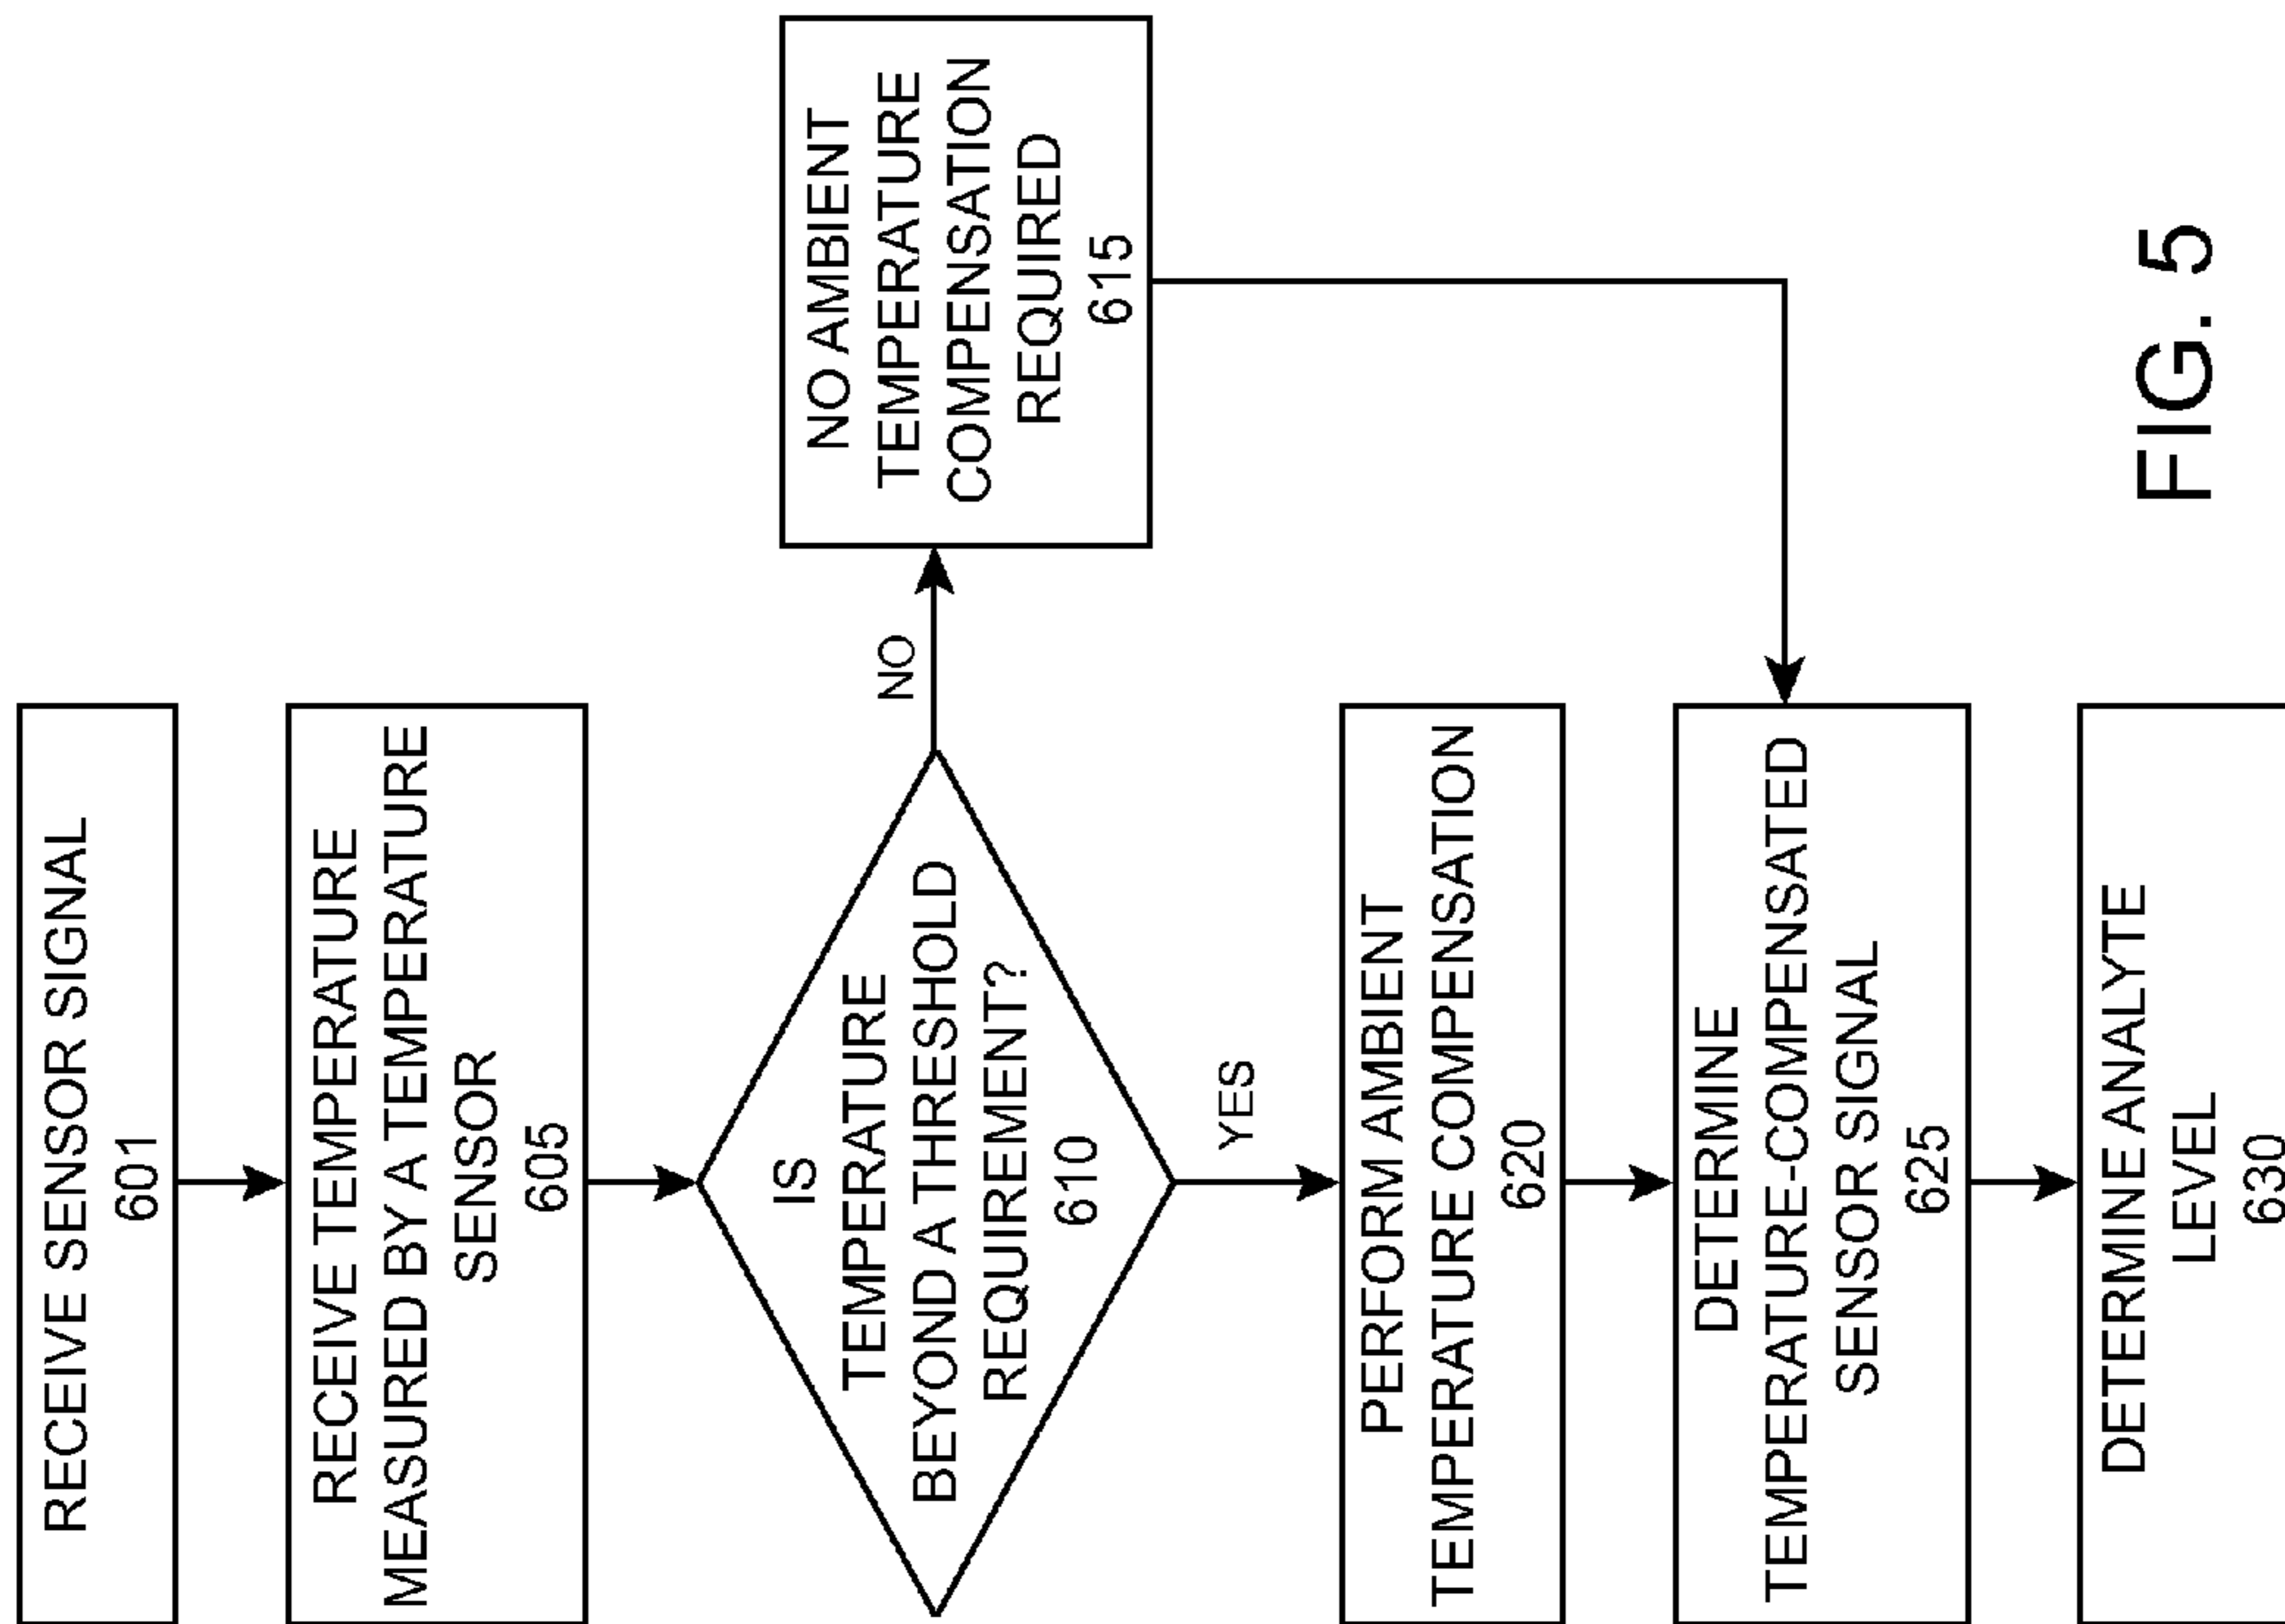 RECEIVE SENSOR SIGNAL
601
RECEIVE TEMPERATURE
MEASURED BY A TEMPERATURE
SENSOR
605
IS
TEMPERATURE
BEYOND A THRESHOLD
REQUIREMENT?
610
NO
NO AMBIENT
TEMPERATURE
COMPENSATION
REQUIRED
615
YES
PERFORM AMBIENT
TEMPERATURE COMPENSATION
620
DETERMINE
TEMPERATURE-COMPENSATED
SENSOR SIGNAL
625
DETERMINE ANALYTE
LEVEL
630
FIG. 5